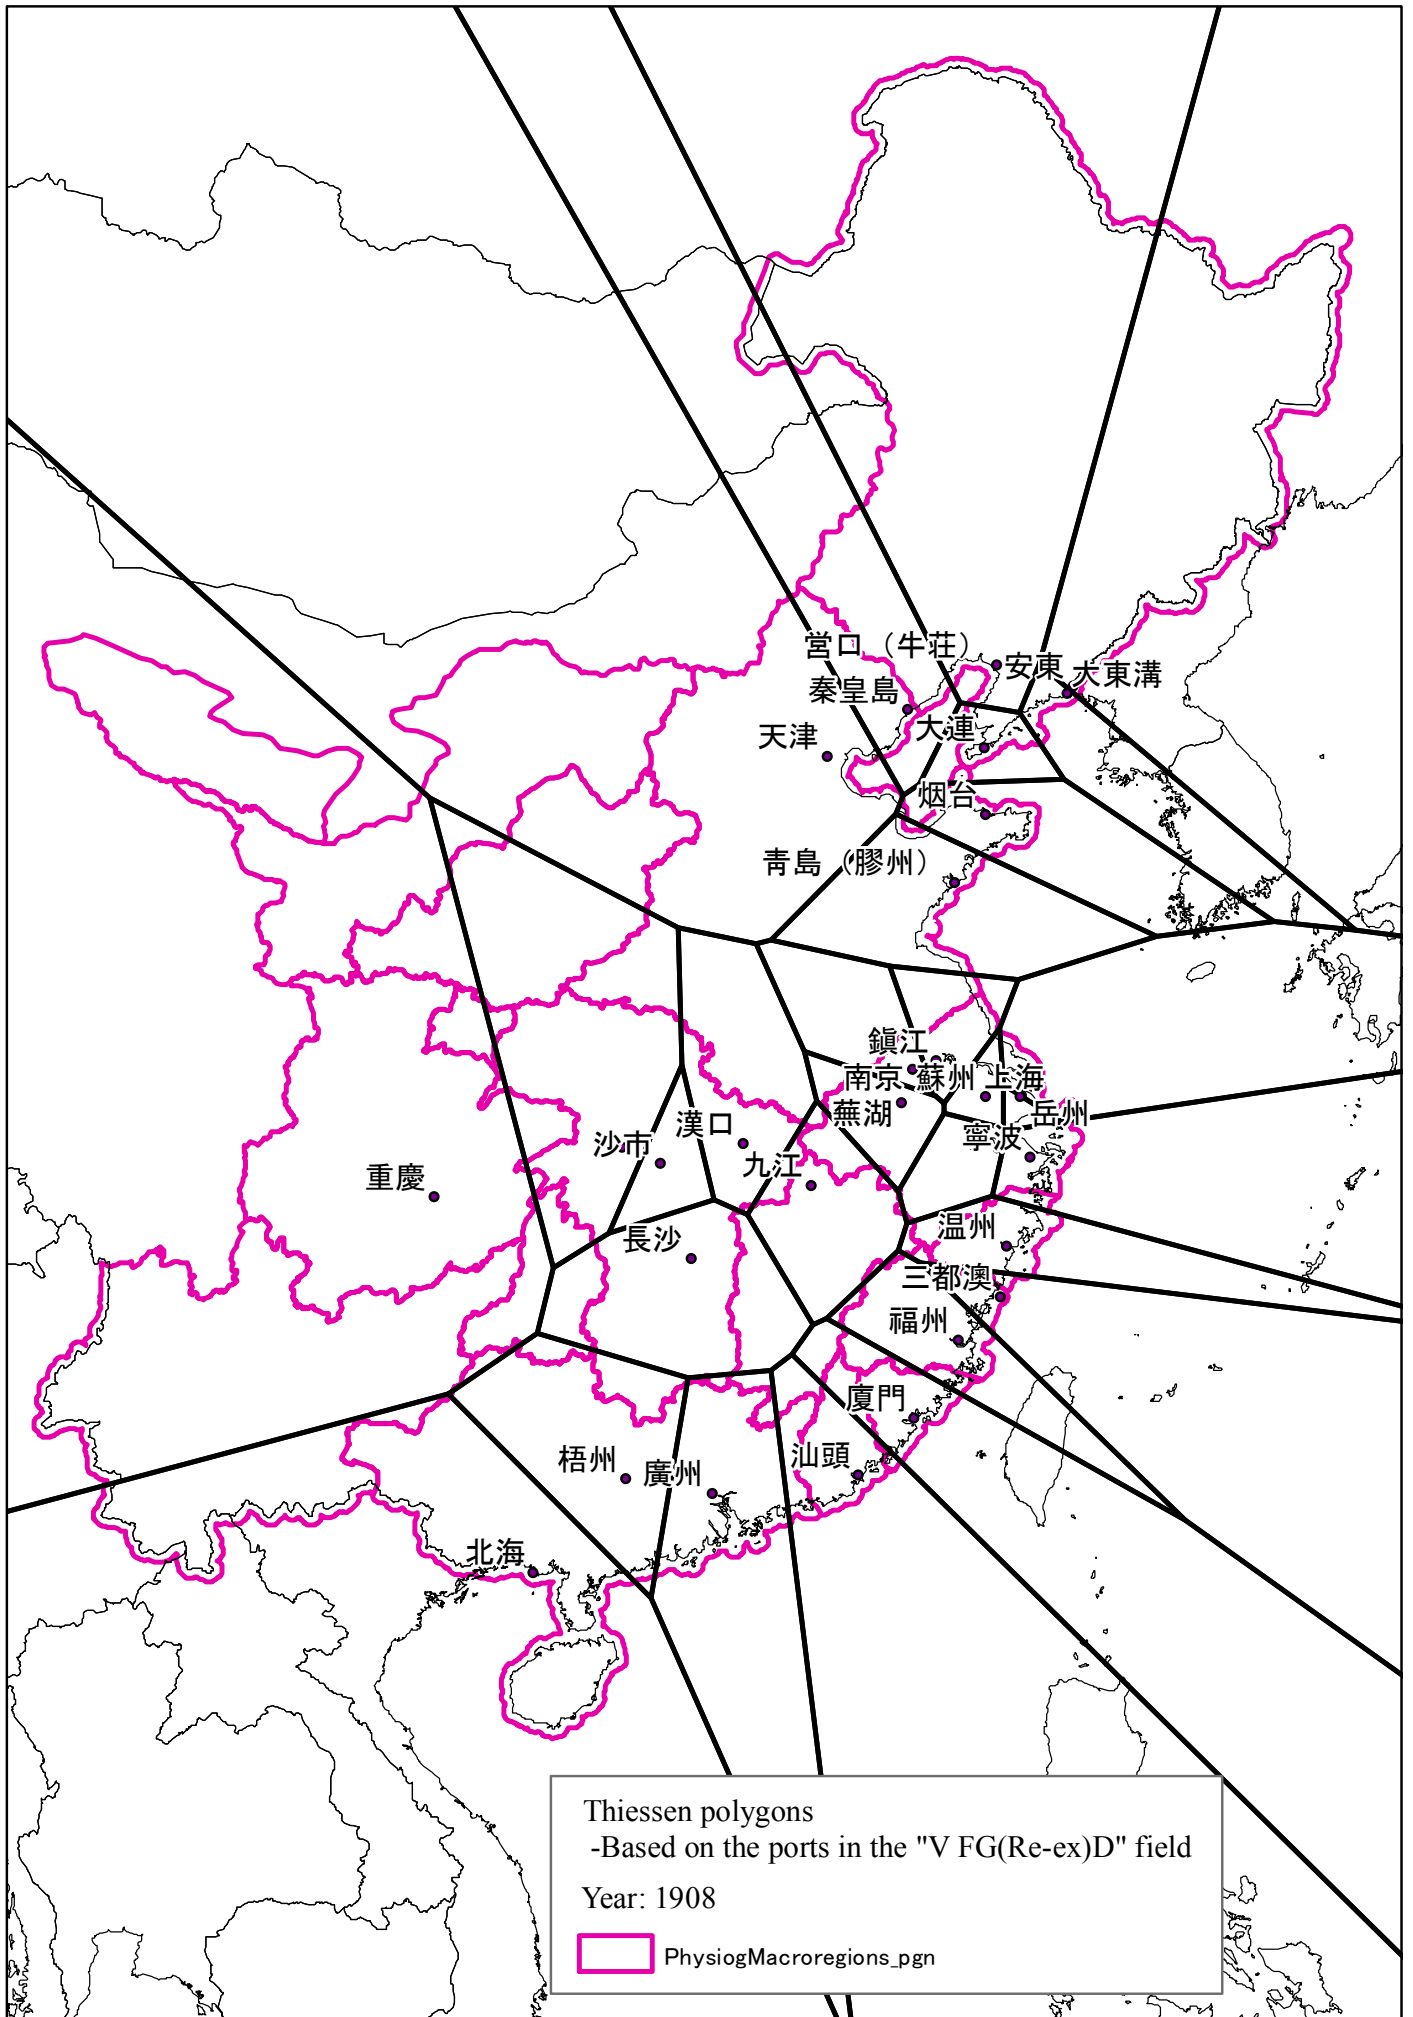 営口（牛荘）
安東
大東溝
秦皇島
大連
天津
烟台
青島（膠州）
鎮江
南京
蘇州
上海
蕪湖
岳州
漢口
寧波
沙市
九江
重慶
長沙
温州
三都澳
福州
廈門
梧州
廣州
汕頭
北海
Thiessen polygons
-Based on the ports in the "V FG(Re-ex)D" field
Year: 1908
PhysiogMacroregions_pgn